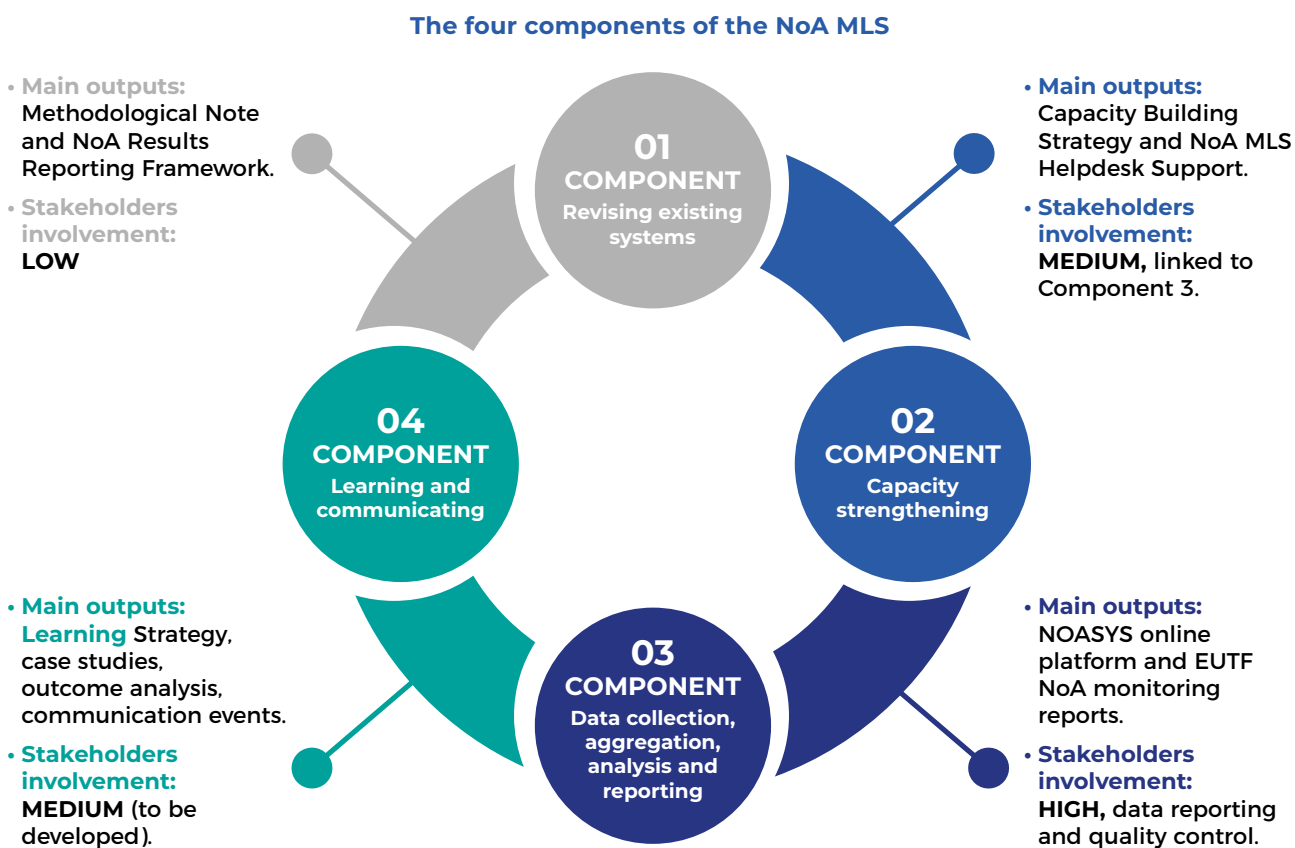 The four components of the NoA MLS
• Main outputs:
Methodological Note
and NoA Results
Reporting Framework.
• Stakeholders
involvement:
LOW
01
COMPONENT
Revising existing
systems
• Main outputs:
Capacity Building
Strategy and NoA MLS
Helpdesk Support.
• Stakeholders
involvement:
MEDIUM, linked to
Component 3.
04
COMPONENT
Learning and
communicating
02
COMPONENT
Capacity
strengthening
• Main outputs:
Learning Strategy,
case studies,
outcome analysis,
communication events.
• Stakeholders
involvement:
MEDIUM (to be
developed).
03
COMPONENT
Data collection,
aggregation,
analysis and
reporting
• Main outputs:
NOASYS online
platform and EUTF
NoA monitoring
reports.
• Stakeholders
involvement:
HIGH, data reporting
and quality control.